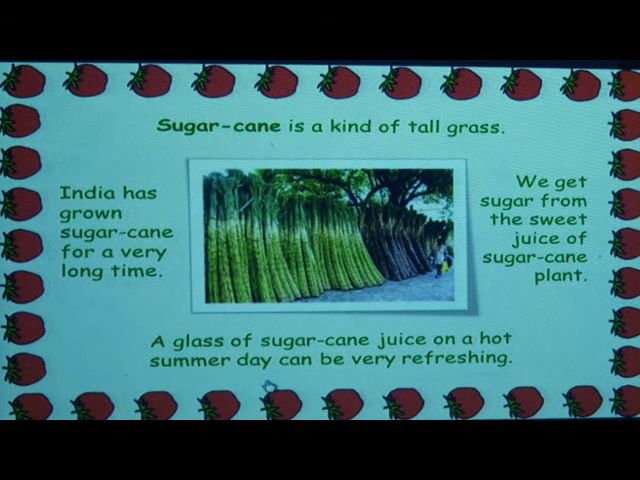 Sugar-cane is a kind of tall grass.
India has
grown
sugar-cane
for a very
long time.
We get
sugar from
the sweet
juice of
sugar-cane
plant.
A glass of sugar-cane juice on a hot
summer day can be very refreshing.